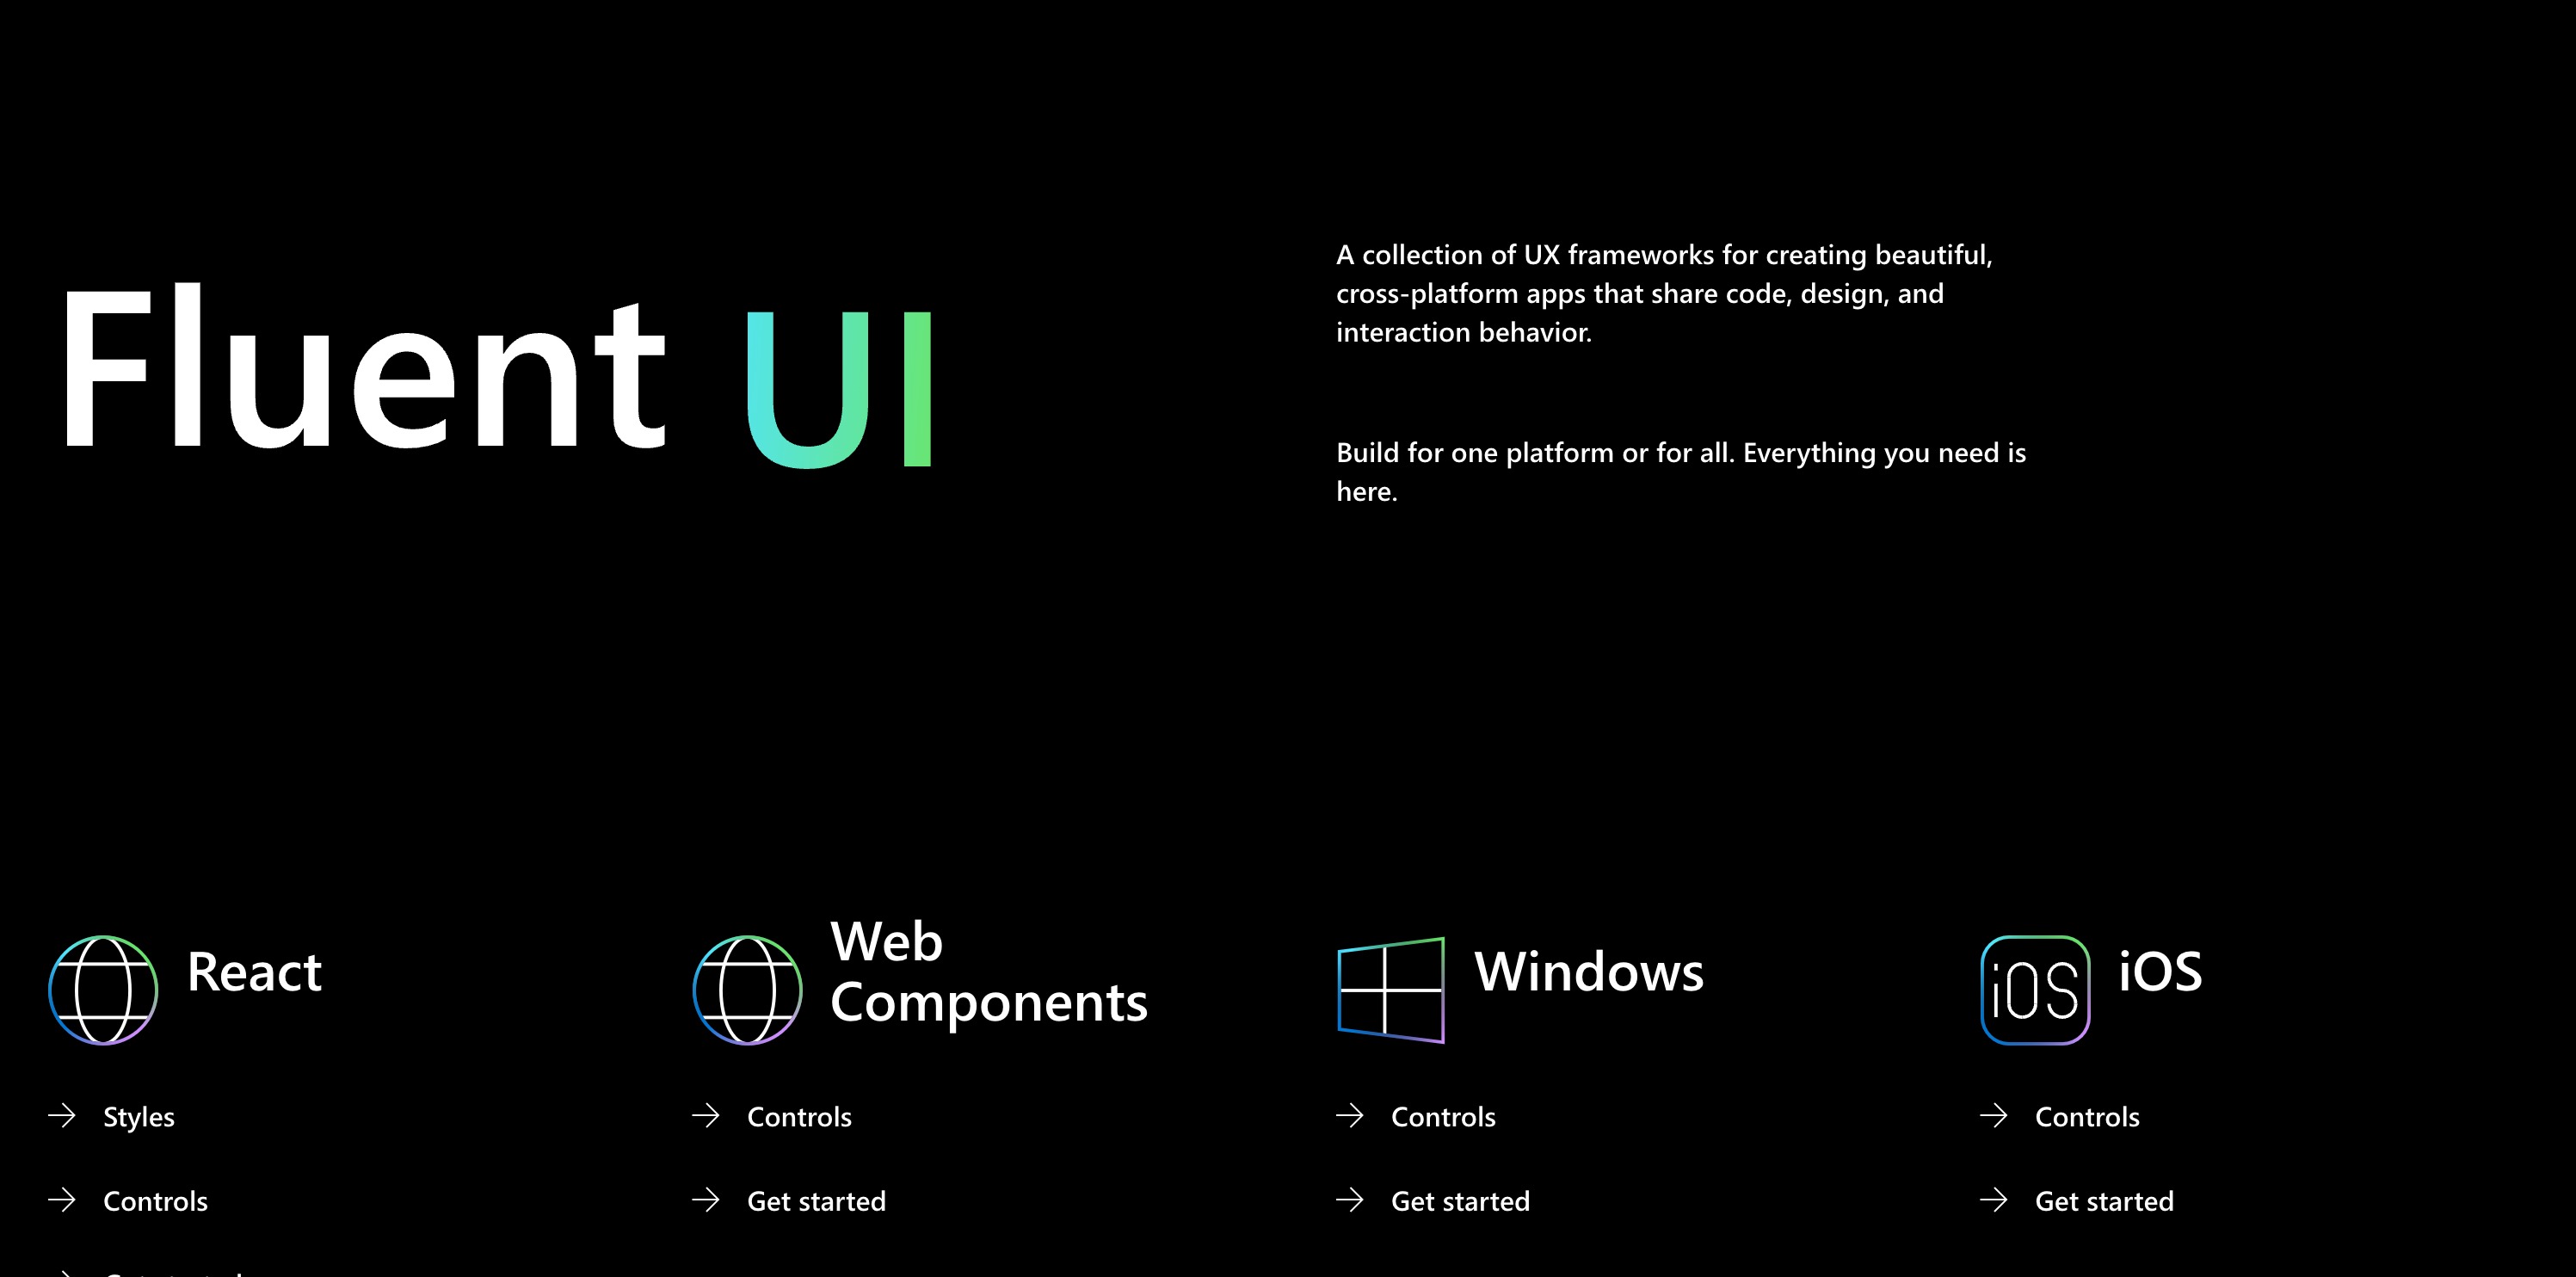 Fluent UI
A collection of UX frameworks for creating beautiful,
cross-platform apps that share code, design, and
interaction behavior.
Build for one platform or for all. Everything you need is
here.
React
Styles
Controls
Web
Components
Controls
Get started
Windows
Controls
Get started
iOS
iOS
Controls
Get started